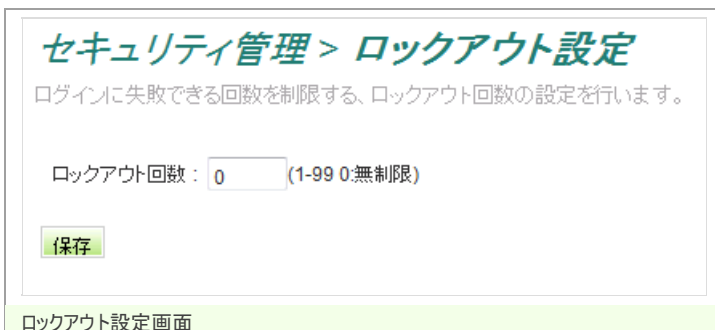 セキュリティ管理 > ロックアウト設定
ログインに失敗できる回数を制限する、ロックアウト回数の設定を行います。
ロックアウト回数 : 0 (1-99 0:無制限)
保存
ロックアウト設定画面